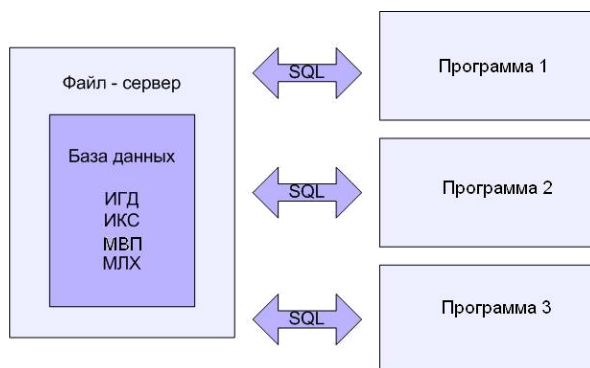 Файл - сервер
База данных
ИГД
ИКС
МВП
МЛХ
SQL
Программа 1
SQL
Программа 2
SQL
Программа 3